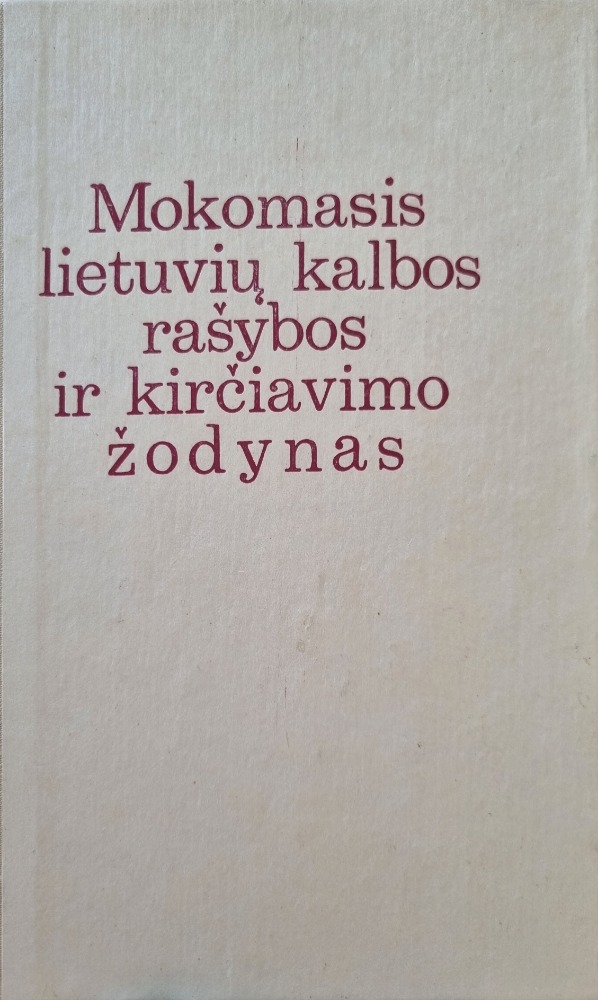 Mokomasis
lietuvių kalbos
rašybos
ir kirčiavimo
žodynas